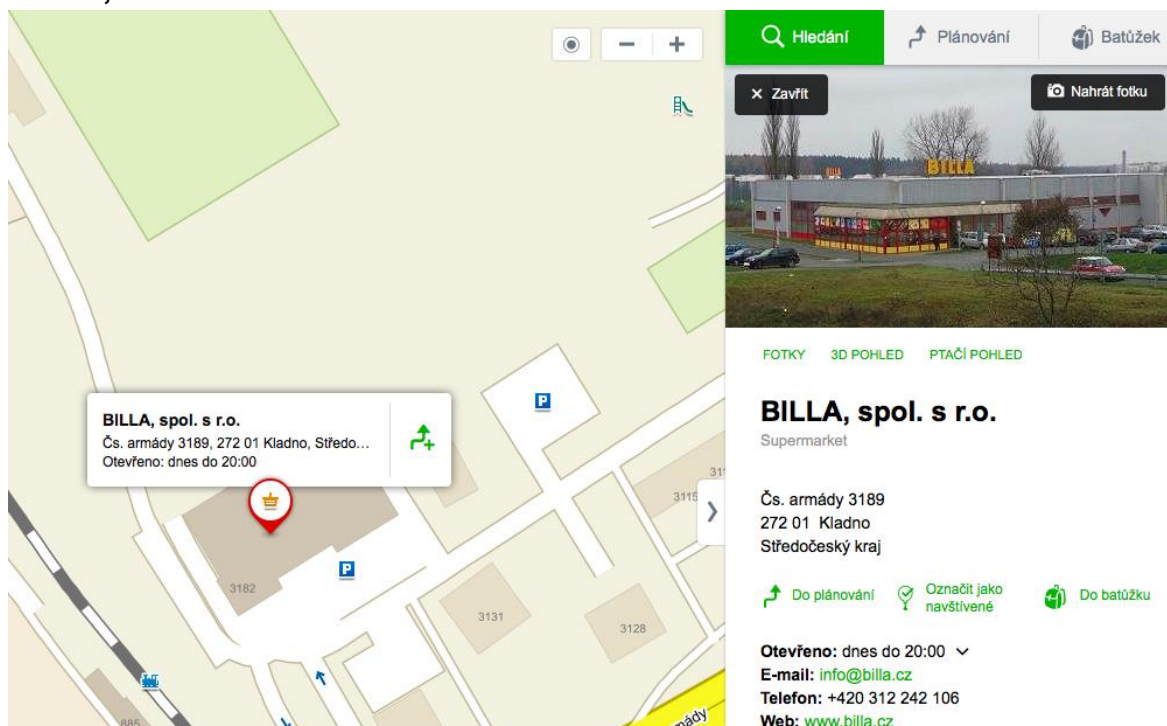 BILLA, spol. s r.o.
Čs. armády 3189, 272 01 Kladno, Středo...
Otevřeno: dnes do 20:00
3182
3131
3128
3115
885
mády
Hledání
Plánování
Batůžek
× Zavřít
Nahrát fotku
BILLA
FOTKY
3D POHLED
PTAČÍ POHLED
BILLA, spol. s r.o.
Supermarket
Čs. armády 3189
272 01 Kladno
Středočeský kraj
Do plánování
Označit jako
navštívené
Do batůžku
Otevřeno: dnes do 20:00
E-mail: info@billa.cz
Telefon: +420 312 242 106
Web: www.billa.cz